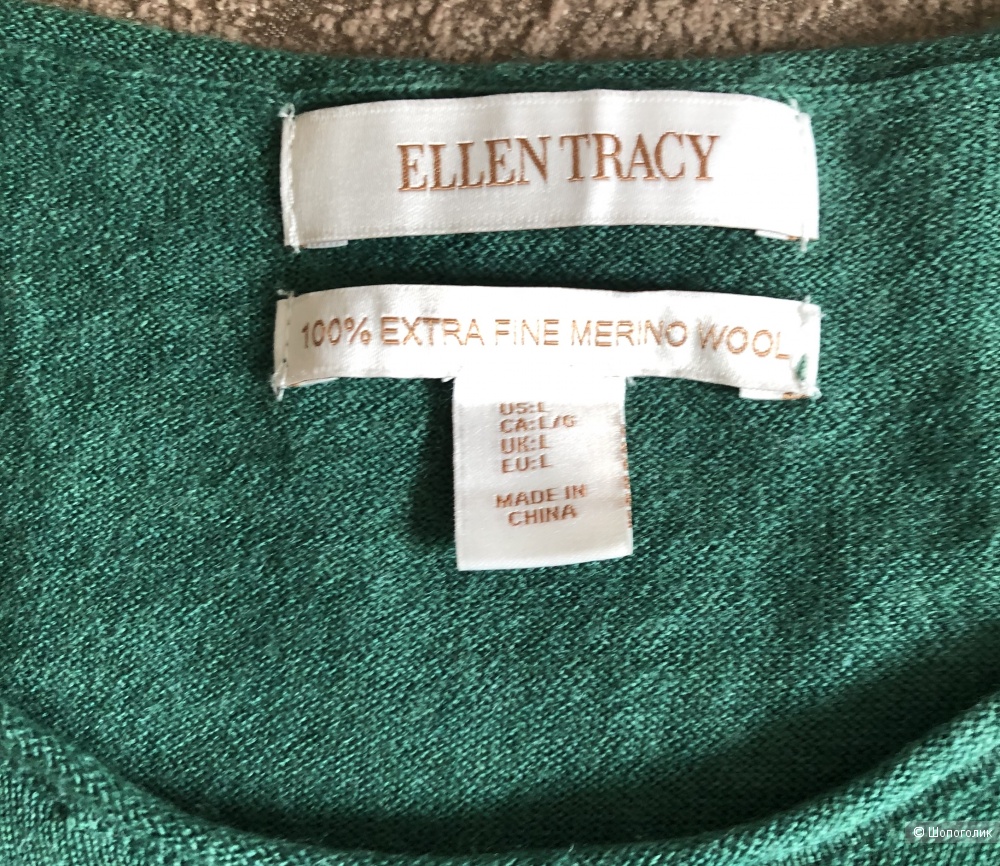 ELLEN TRACY
100% EXTRA FINE MERINO WOOL
US:L
CA:L/G
UK:L
EU:L
MADE IN
CHINA
© Шопоголик